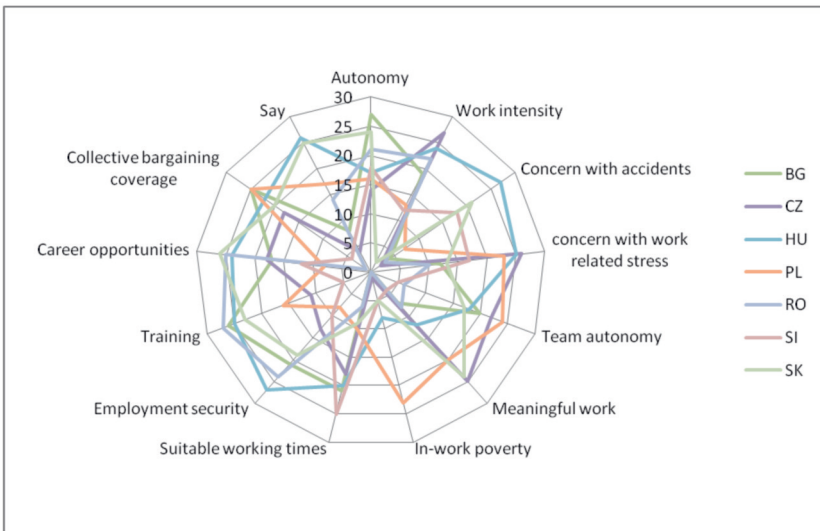 Autonomy
30
25
20
15
10
5
0
Work intensity
Concern with accidents
concern with work
related stress
Team autonomy
Meaningful work
In-work poverty
Suitable working times
Employment security
Training
Career opportunities
Collective bargaining
coverage
Say
BG
CZ
HU
PL
RO
SI
SK